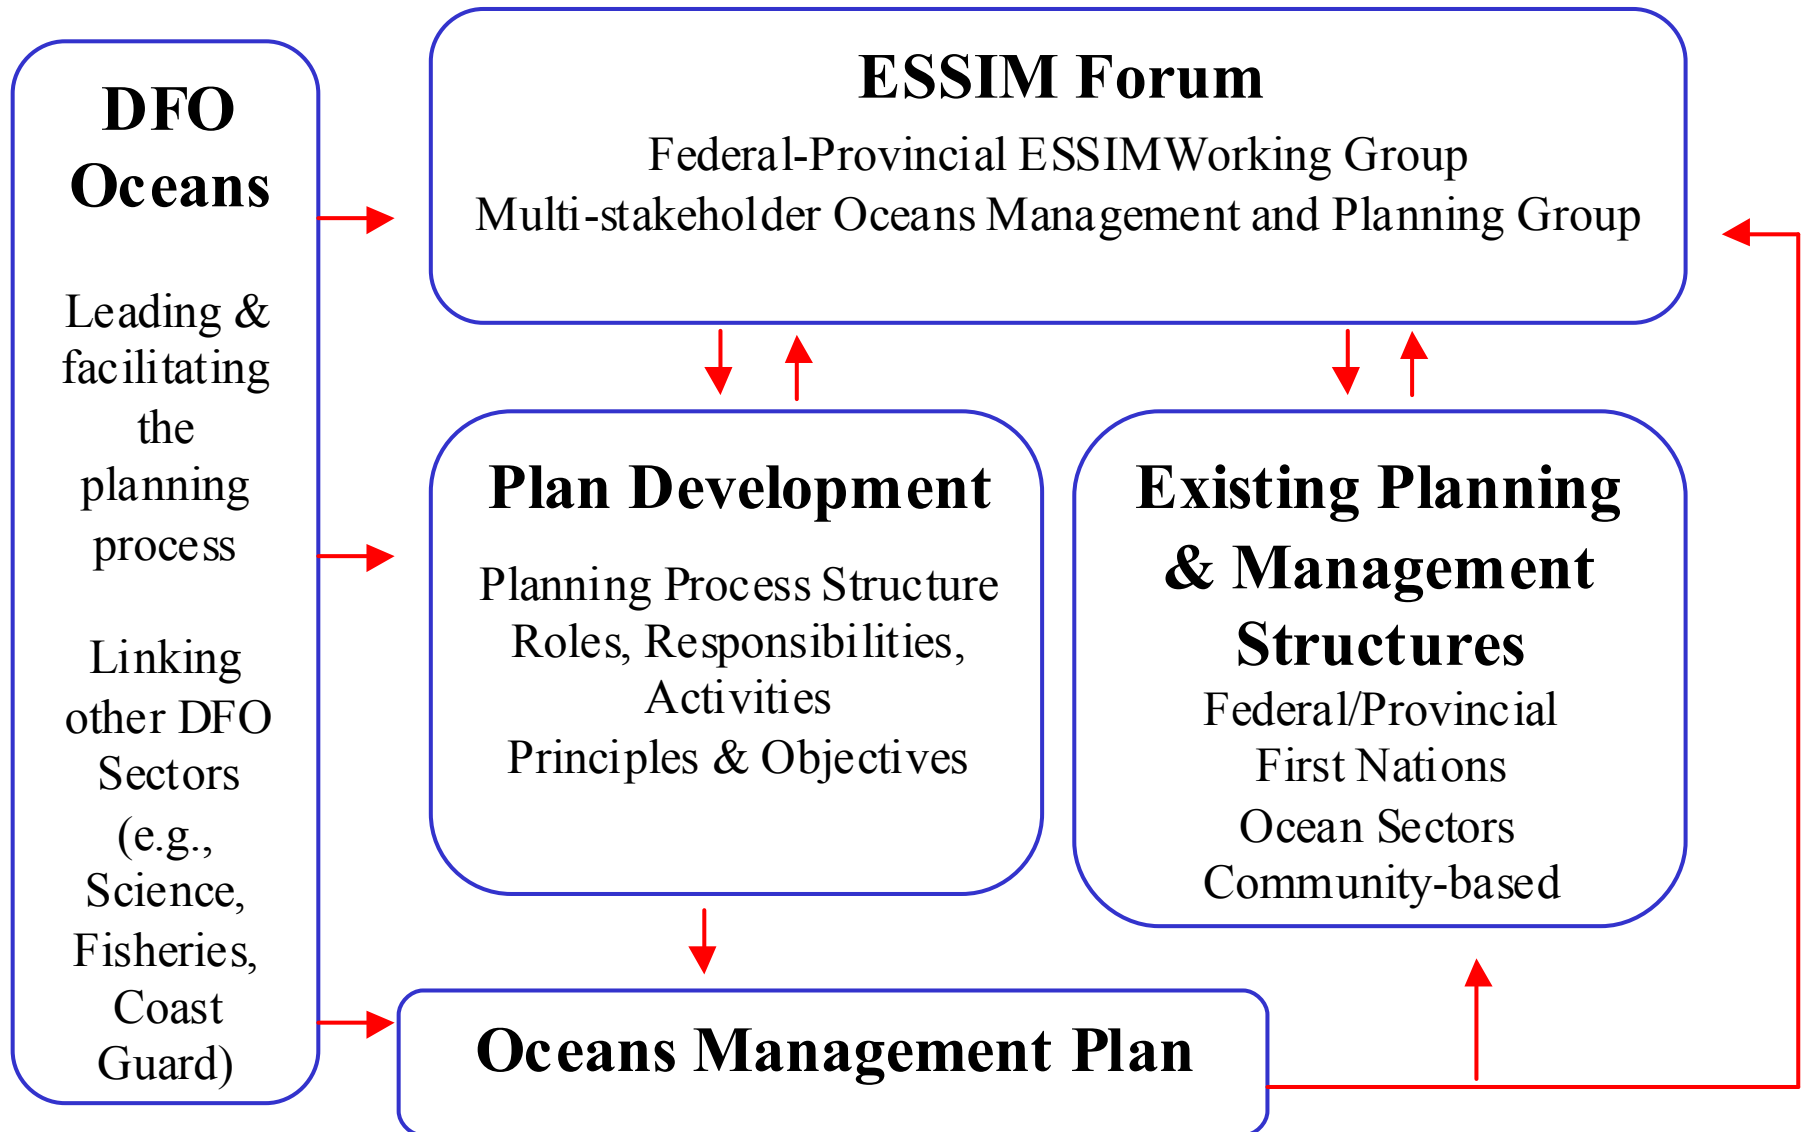 DFO
Oceans
Leading &
facilitating
the
planning
process
Linking
other DFO
Sectors
(e.g.,
Science,
Fisheries,
Coast
Guard)
ESSIM Forum
Federal-Provincial ESSIMWorking Group
Multi-stakeholder Oceans Management and Planning Group
Plan Development
Planning Process Structure
Roles, Responsibilities,
Activities
Principles & Objectives
Existing Planning
& Management
Structures
Federal/Provincial
First Nations
Ocean Sectors
Community-based
Oceans Management Plan